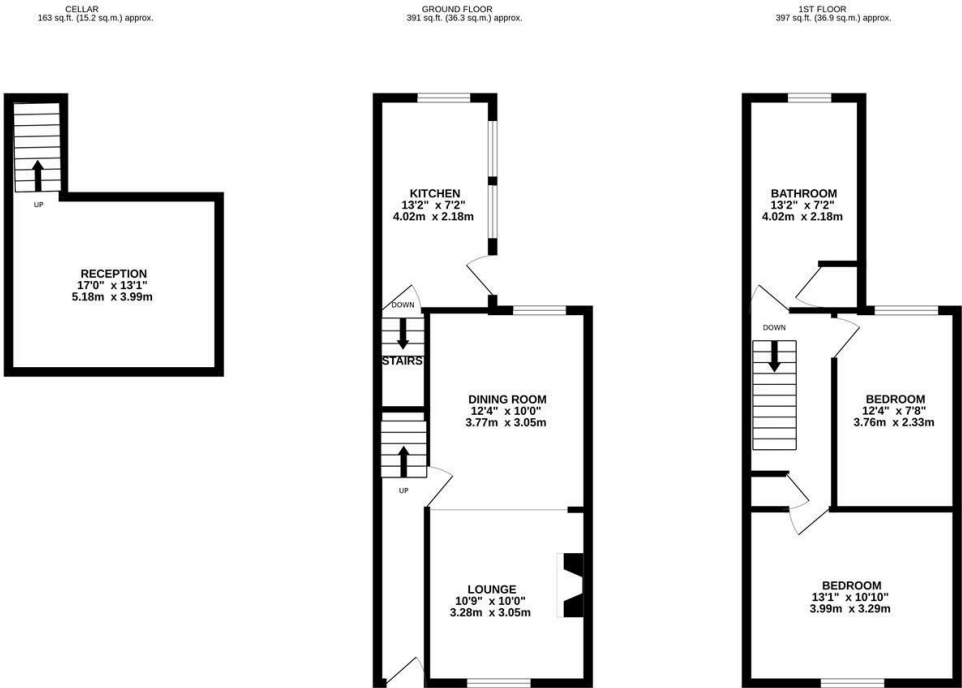 CELLAR
163 sq.ft. (15.2 sq.m.) approx.
UP
RECEPTION
17'0" x 13'1"
5.18m x 3.99m
GROUND FLOOR
391 sq.ft. (36.3 sq.m.) approx.
KITCHEN
13'2" x 7'2"
4.02m x 2.18m
DOWN
STAIRS
DINING ROOM
12'4" x 10'0"
3.77m x 3.05m
UP
LOUNGE
10'9" x 10'0"
3.28m x 3.05m
1ST FLOOR
397 sq.ft. (36.9 sq.m.) approx.
BATHROOM
13'2" x 7'2"
4.02m x 2.18m
DOWN
BEDROOM
12'4" x 7'8"
3.76m x 2.33m
BEDROOM
13'1" x 10'10"
3.99m x 3.29m